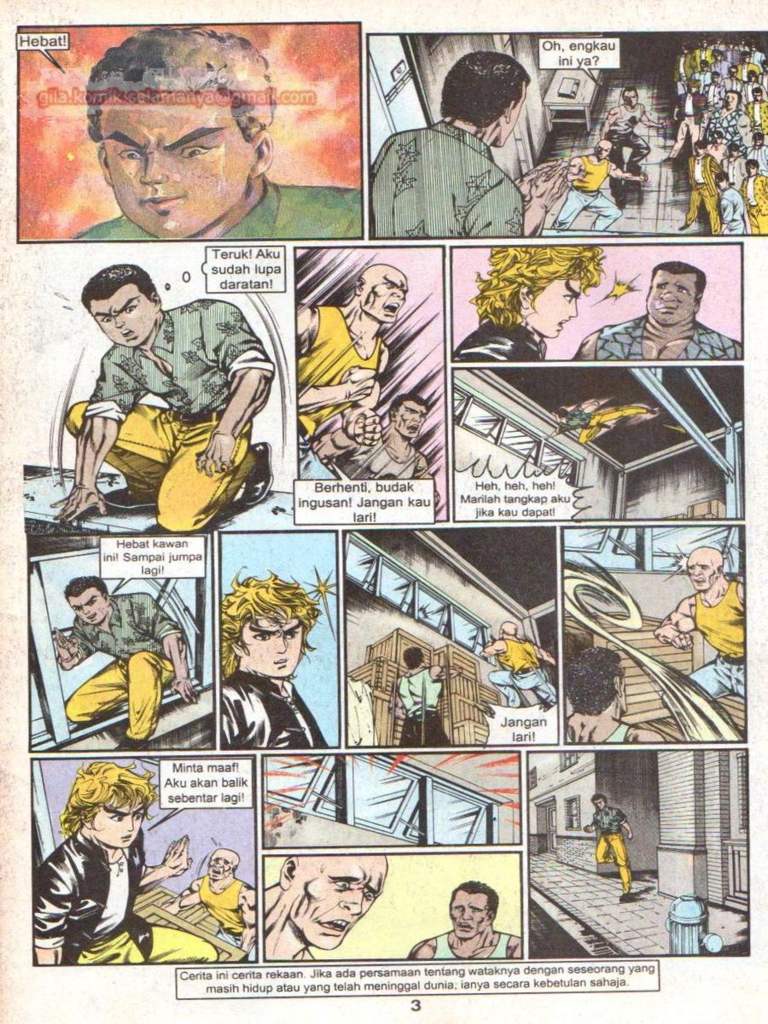 Hebat!
gila.komik.selamanya@gmail.com
Oh, engkau
ini ya?
Teruk! Aku
sudah lupa
daratan!
Berhenti, budak
ingusan! Jangan kau
lari!
Heh, heh, heh!
Marilah tangkap aku
jika kau dapat!
Hebat kawan
ini! Sampai jumpa
lagi!
Jangan
lari!
Minta maaf!
Aku akan balik
sebentar lagi!
Cerita ini cerita rekaan. Jika ada persamaan tentang wataknya dengan seseorang yang
masih hidup atau yang telah meninggal dunia, ianya secara kebetulan sahaja.
3